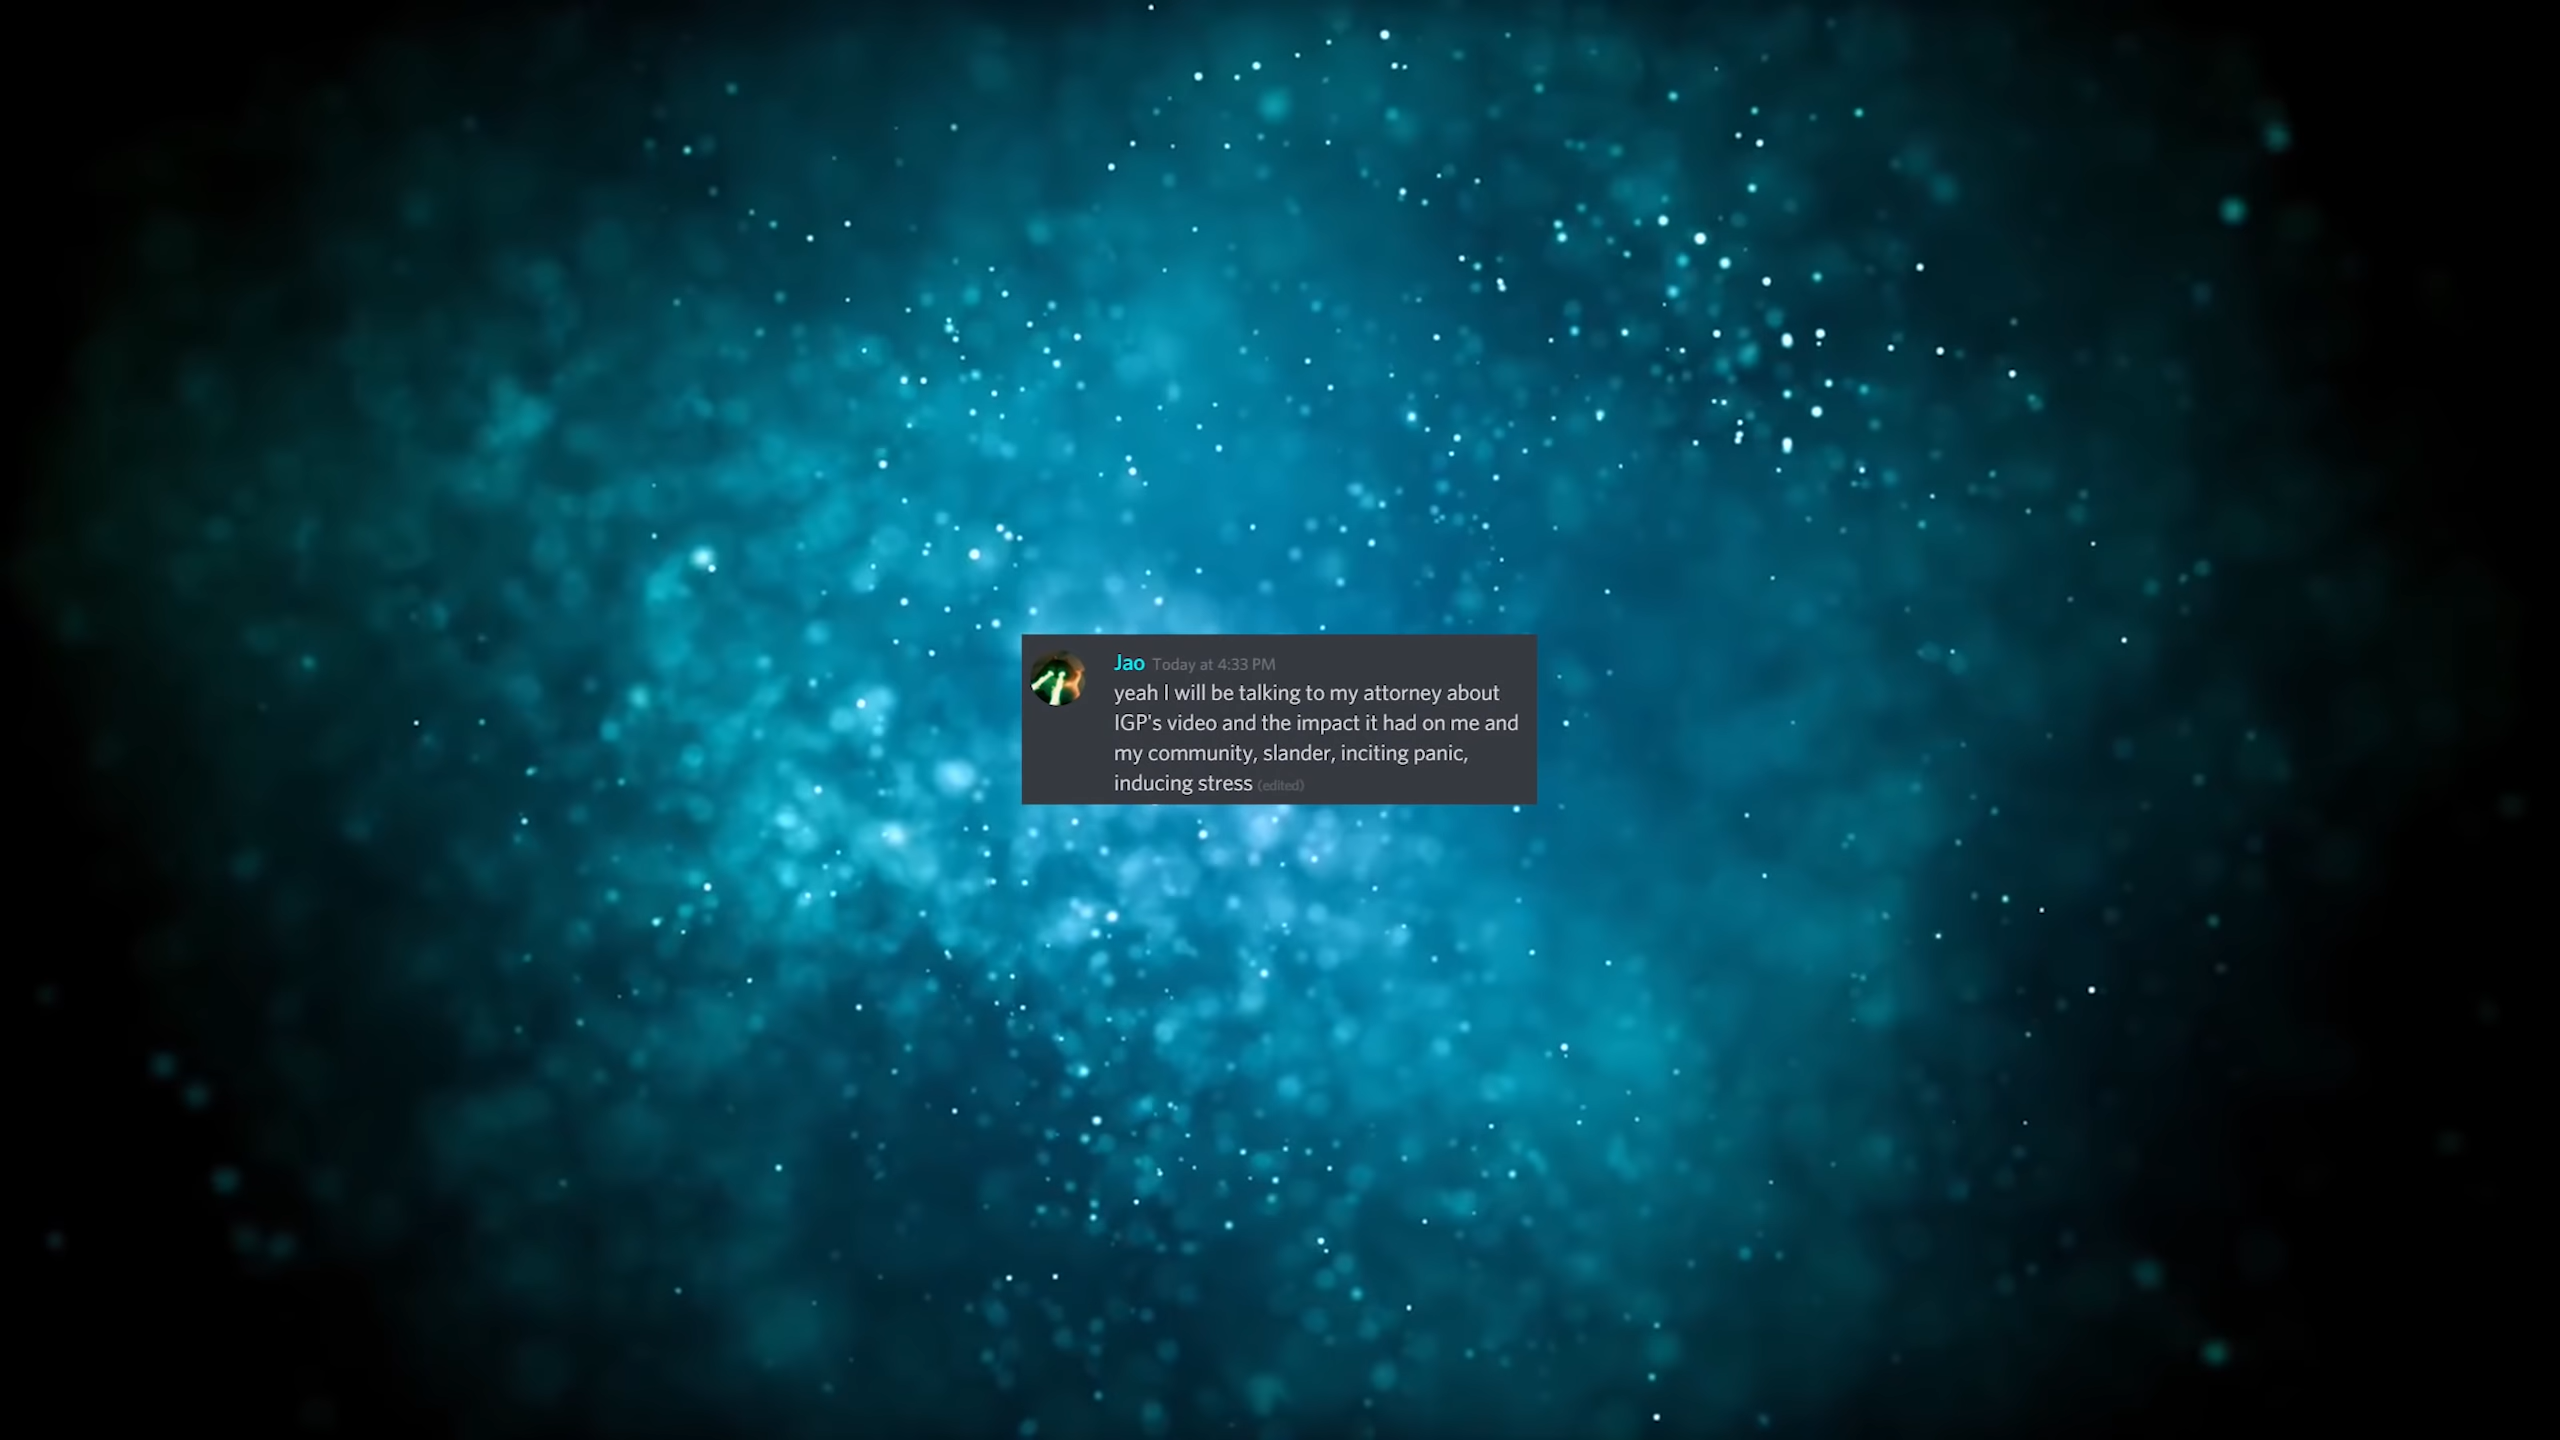 Jao Today at 4:33 PM
yeah I will be talking to my attorney about
IGP's video and the impact it had on me and
my community, slander, inciting panic,
inducing stress (edited)